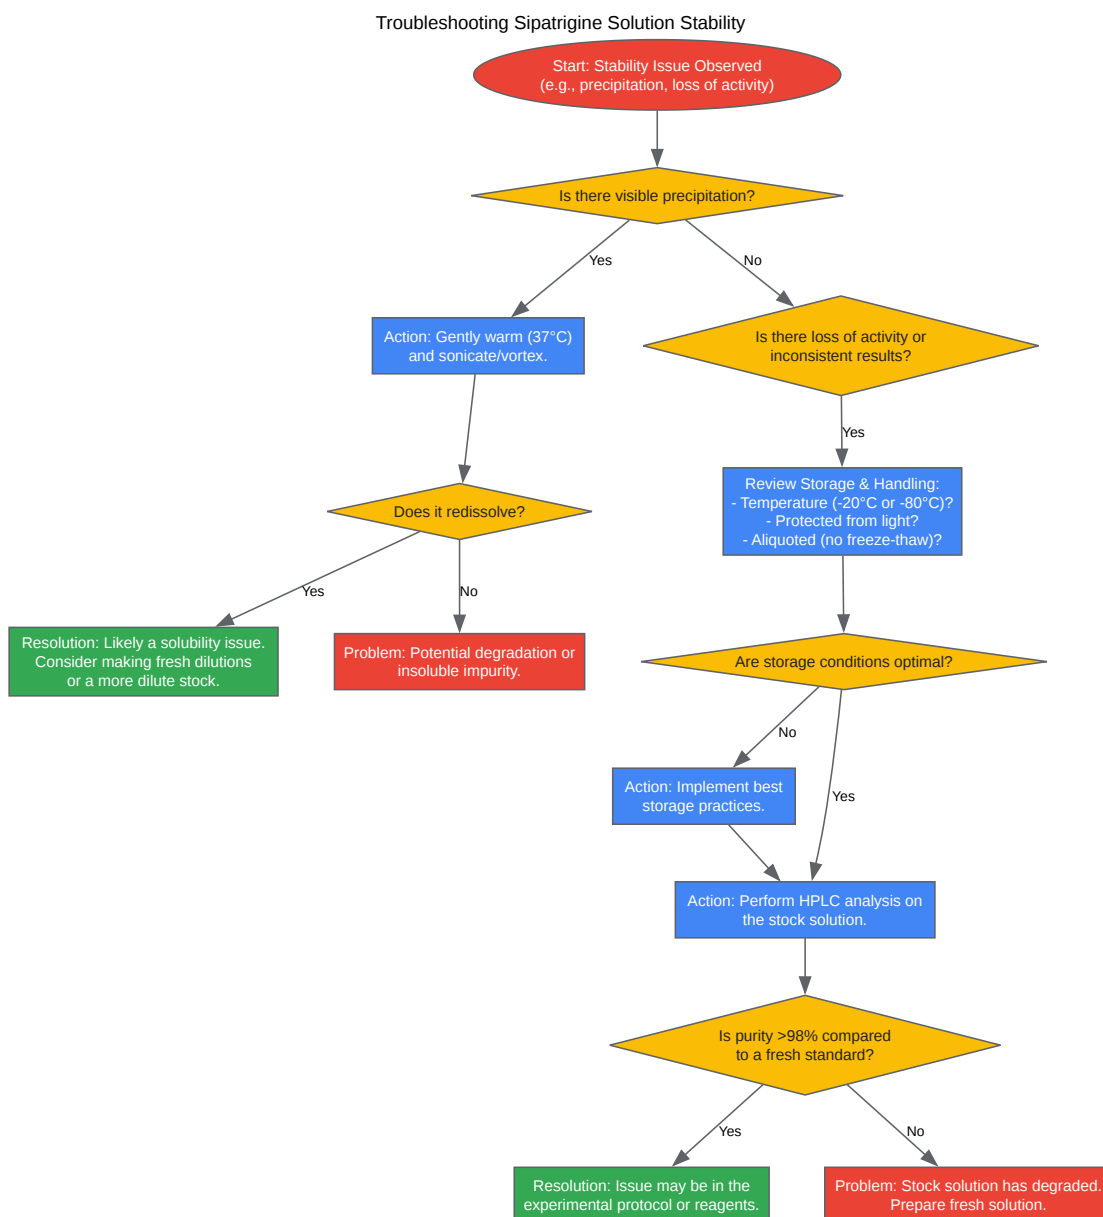 Troubleshooting Sipatrigine Solution Stability
Start: Stability Issue Observed
(e.g., precipitation, loss of activity)
Is there visible precipitation?
Yes
No
Action: Gently warm (37°C)
and sonicate/vortex.
Is there loss of activity or
inconsistent results?
Yes
Review Storage & Handling:
- Temperature (-20°C or -80°C)?
- Protected from light?
- Aliquoted (no freeze-thaw)?
Does it redissolve?
Yes
No
Resolution: Likely a solubility issue.
Consider making fresh dilutions
or a more dilute stock.
Problem: Potential degradation or
insoluble impurity.
Are storage conditions optimal?
No
Yes
Action: Implement best
storage practices.
Action: Perform HPLC analysis on
the stock solution.
Is purity >98% compared
to a fresh standard?
Yes
No
Resolution: Issue may be in the
experimental protocol or reagents.
Problem: Stock solution has degraded.
Prepare fresh solution.